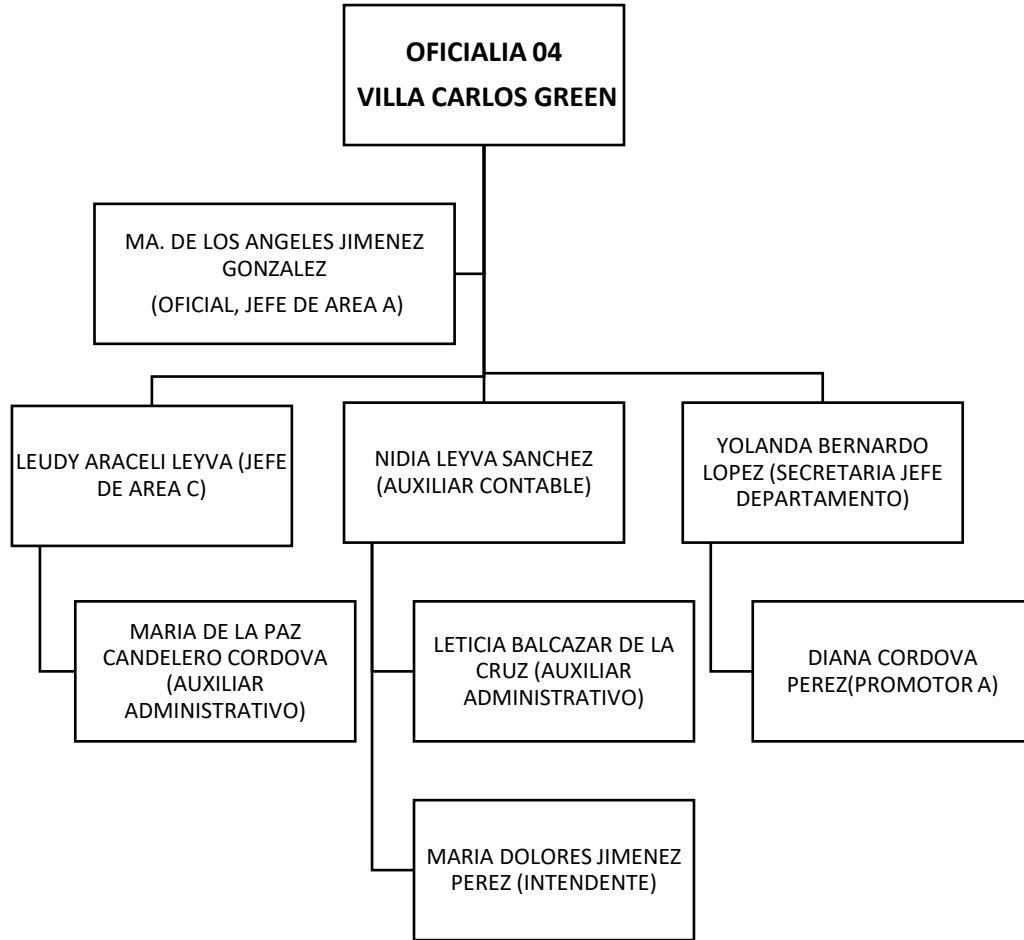 OFICIALIA 04
VILLA CARLOS GREEN
MA. DE LOS ANGELES JIMENEZ
GONZALEZ
(OFICIAL, JEFE DE AREA A)
LEUDY ARACELI LEYVA (JEFE
DE AREA C)
NIDIA LEYVA SANCHEZ
(AUXILIAR CONTABLE)
YOLANDA BERNARDO
LOPEZ (SECRETARIA JEFE
DEPARTAMENTO)
MARIA DE LA PAZ
CANDELERO CORDOVA
(AUXILIAR
ADMINISTRATIVO)
LETICIA BALCAZAR DE LA
CRUZ (AUXILIAR
ADMINISTRATIVO)
DIANA CORDOVA
PEREZ(PROMOTOR A)
MARIA DOLORES JIMENEZ
PEREZ (INTENDENTE)